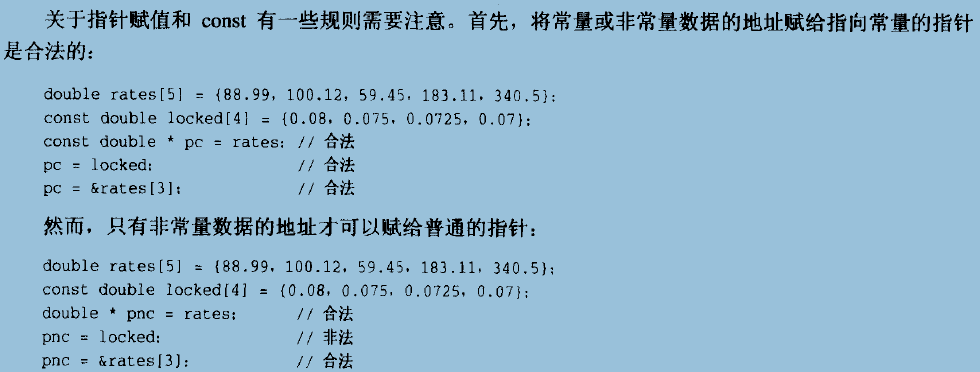 关于指针赋值和 const 有一些规则需要注意。首先，将常量或非常量数据的地址赋给指向常量的指针
是合法的：
double rates[5] = {88.99, 100.12, 59.45, 183.11, 340.5};
const double locked[4] = {0.08, 0.075, 0.0725, 0.07};
const double * pc = rates; // 合法
pc = locked; // 合法
pc = &rates[3]; // 合法
然而，只有非常量数据的地址才可以赋给普通的指针：
double rates[5] = {88.99, 100.12, 59.45, 183.11, 340.5};
const double locked[4] = {0.08, 0.075, 0.0725, 0.07};
double * pnc = rates; // 合法
pnc = locked; // 非法
pnc = &rates[3]; // 合法